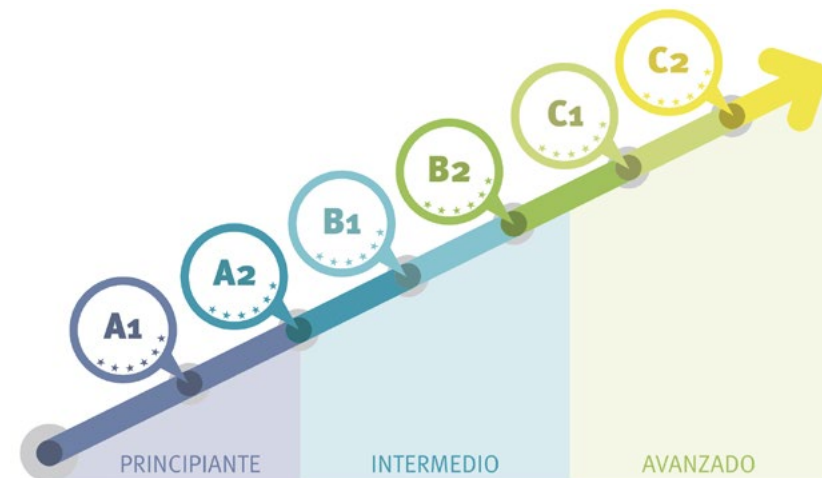 A1
A2
B1
B2
C1
C2
PRINCIPIANTE
INTERMEDIO
AVANZADO